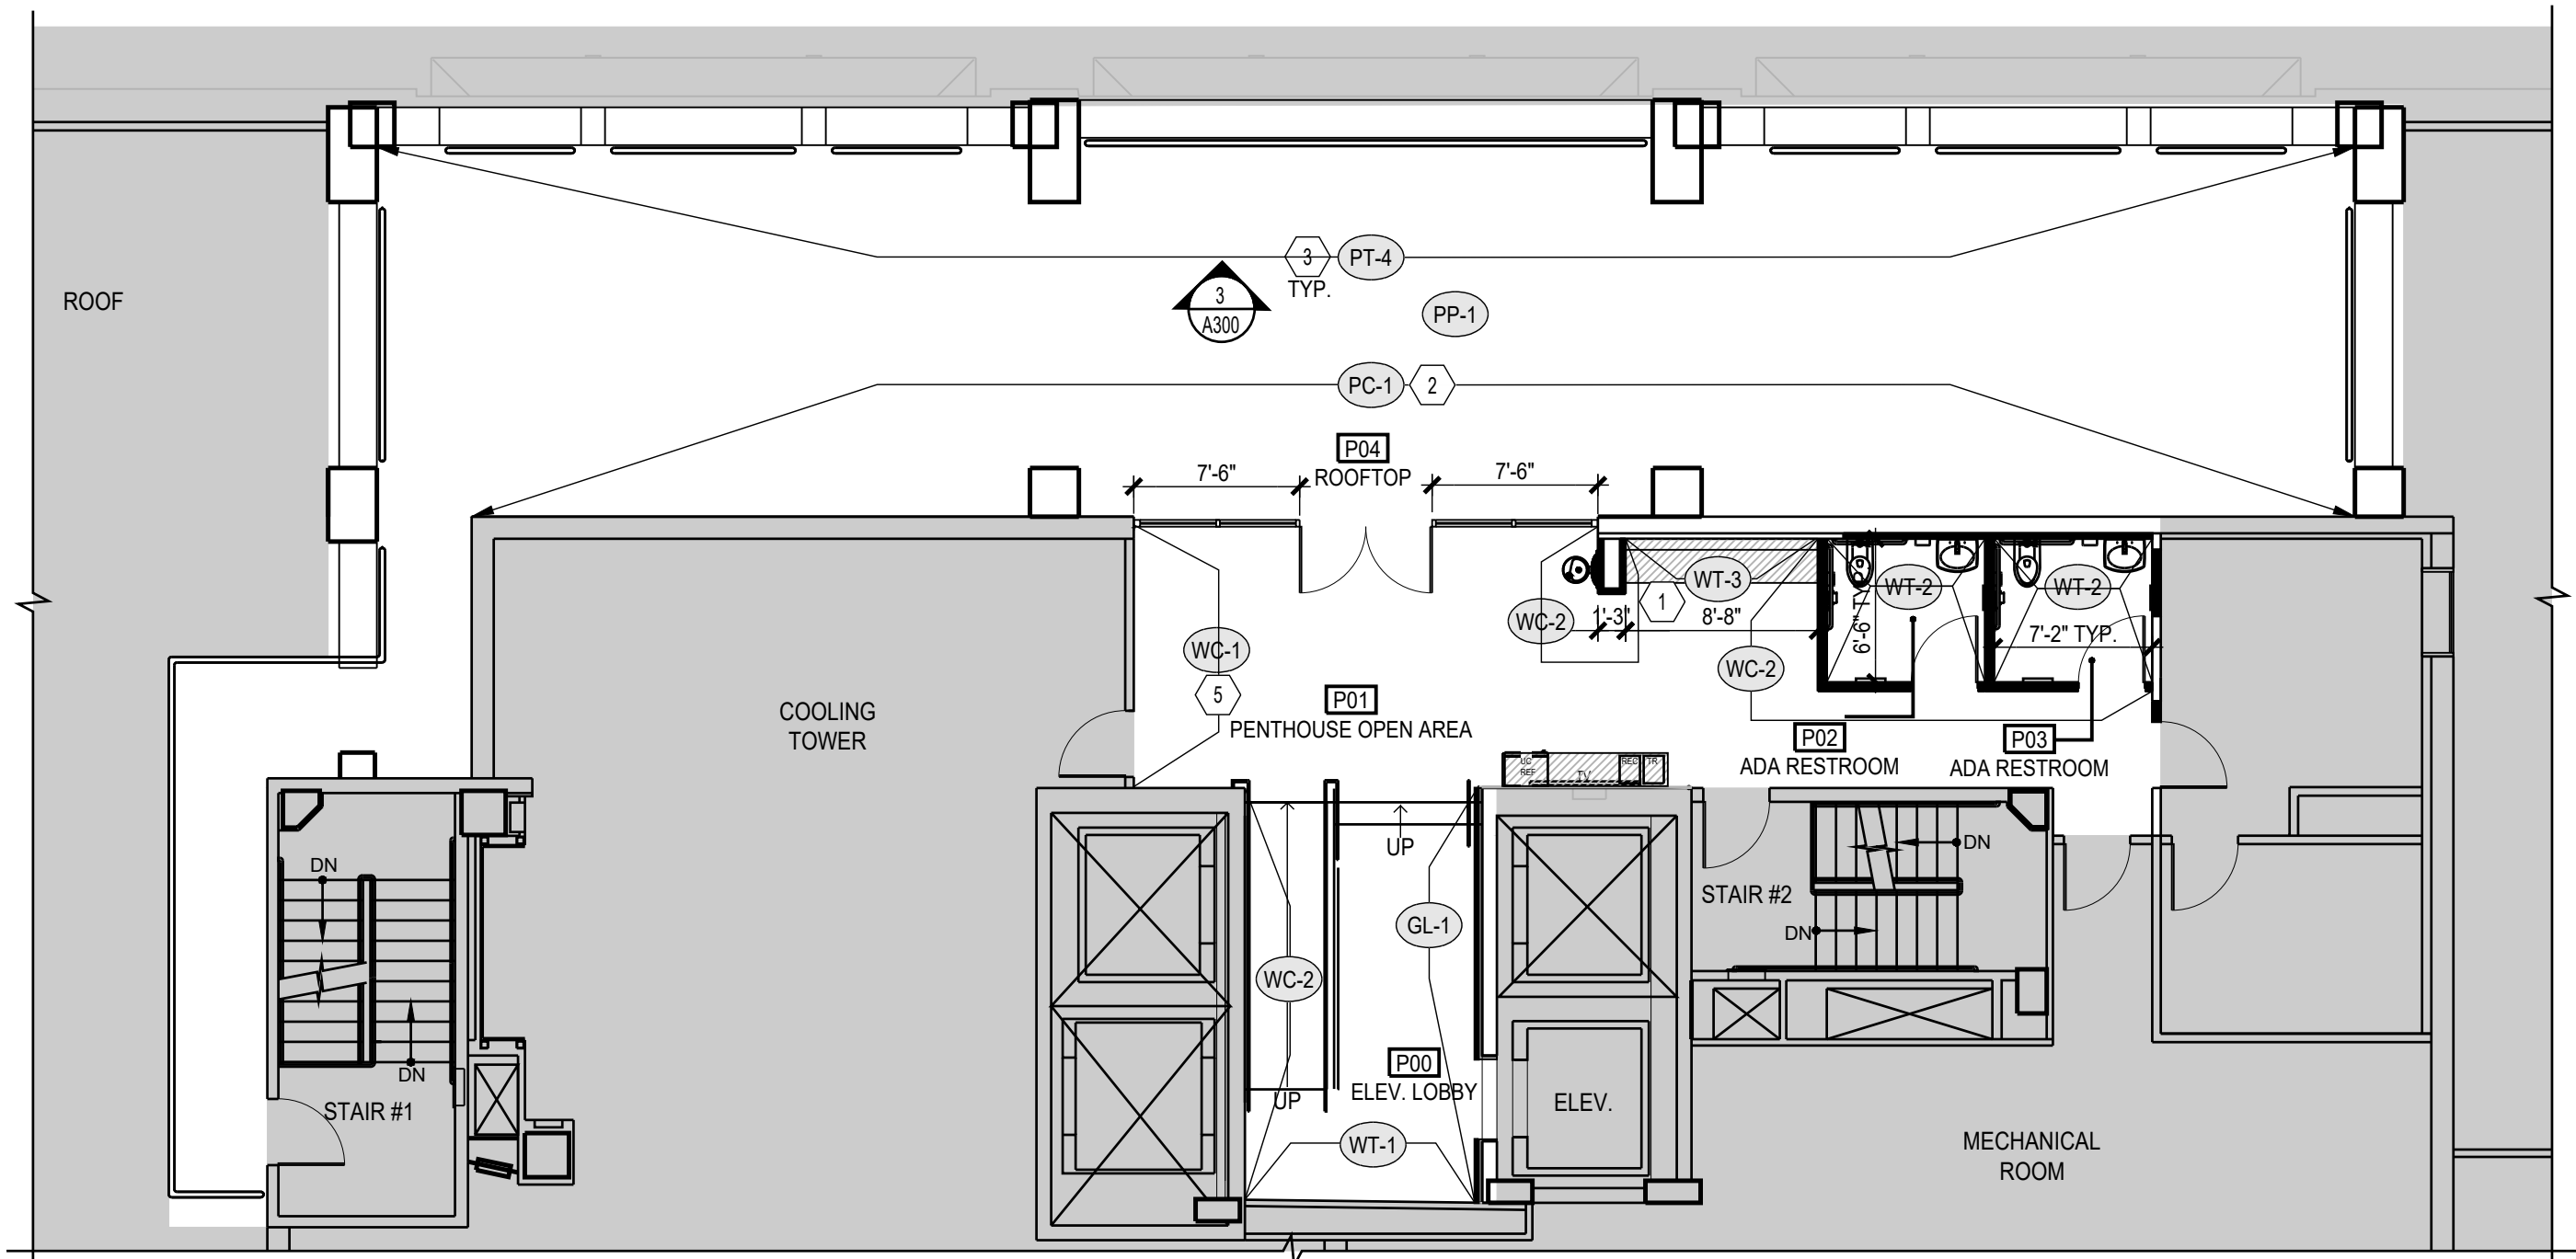 3
PT-4
TYP.
ROOF
3
A300
PP-1
PC-1
2
P04
ROOFTOP
7'-6"
7'-6"
WT-3
WT-2
WT-2
1
WC-2
1'-3"
8'-8"
6'-6" TYP.
7'-2" TYP.
WC-1
WC-2
5
P01
PENTHOUSE OPEN AREA
COOLING
TOWER
P02
ADA RESTROOM
P03
ADA RESTROOM
UC
REF
TV
REC
TR
UP
DN
DN
STAIR #2
DN
GL-1
WC-2
P00
ELEV. LOBBY
UP
DN
STAIR #1
ELEV.
WT-1
MECHANICAL
ROOM